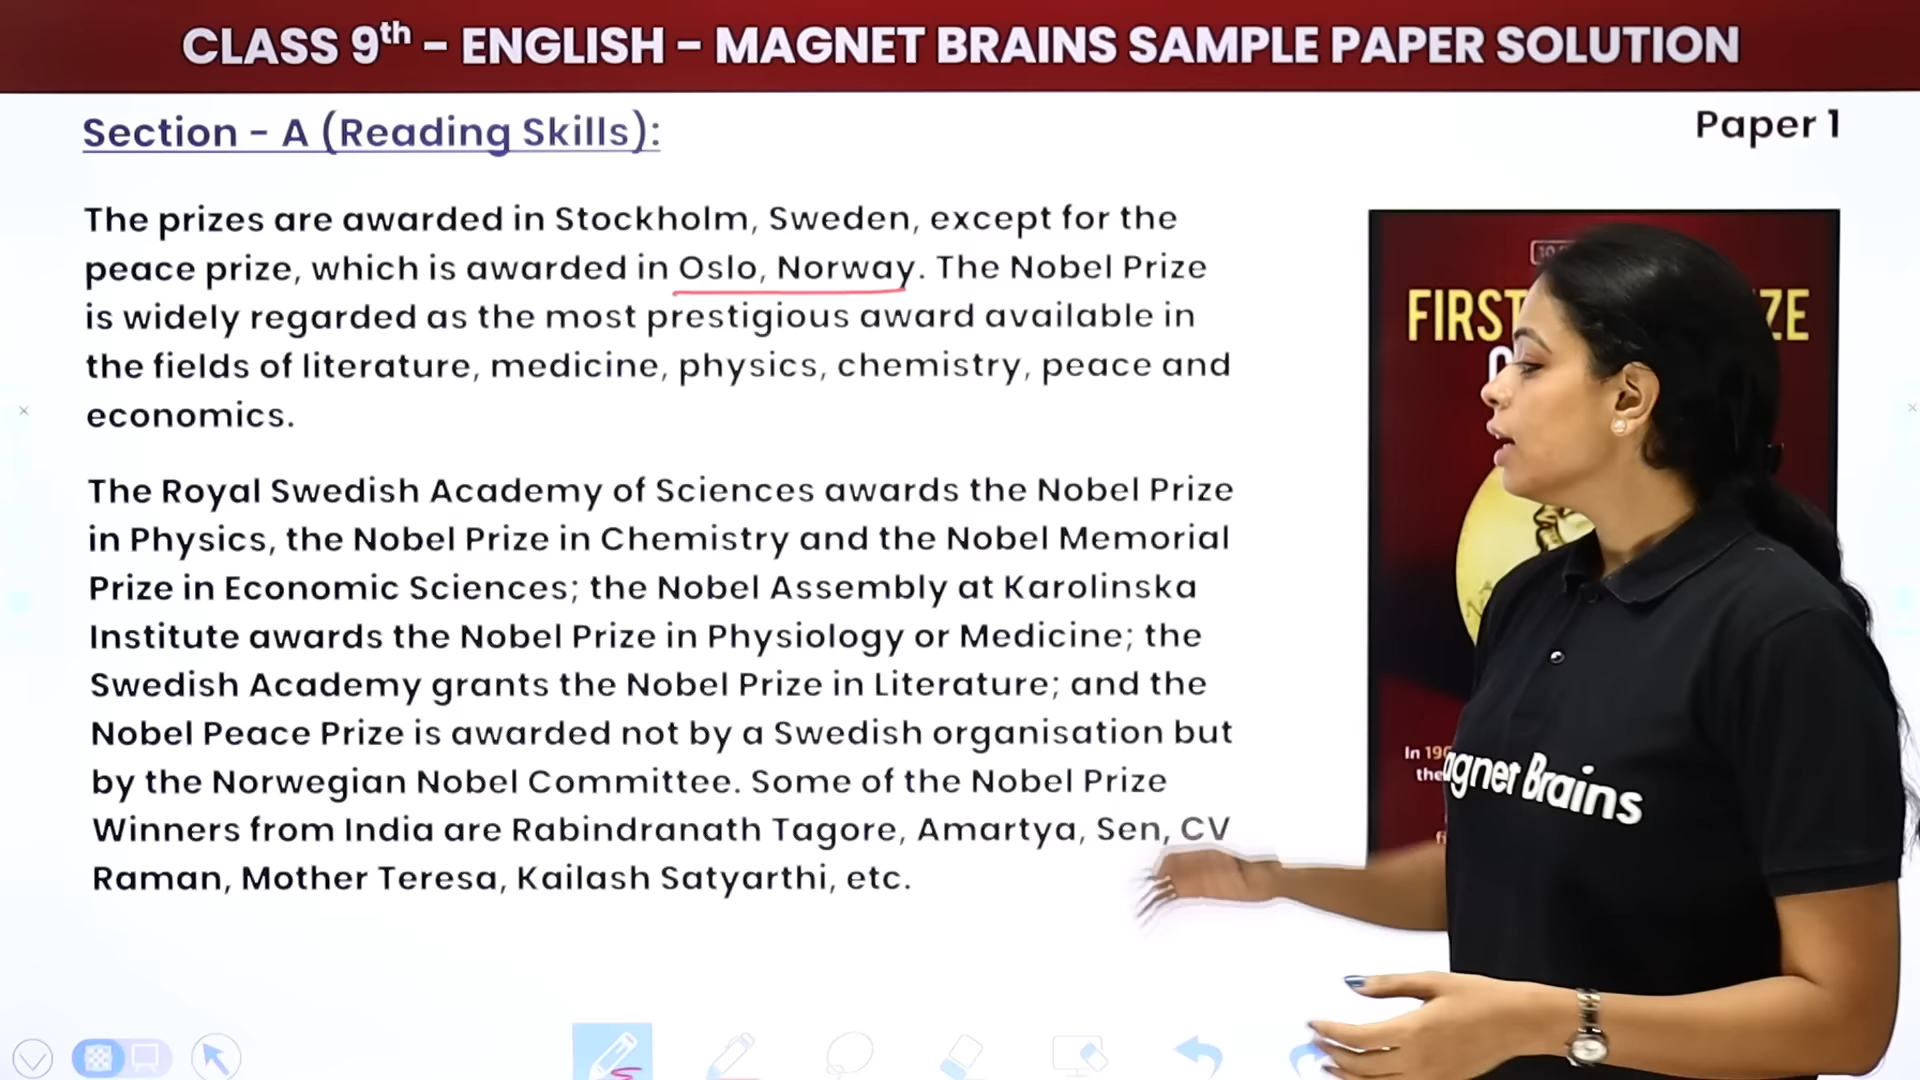 CLASS 9th - ENGLISH - MAGNET BRAINS SAMPLE PAPER SOLUTION
Section - A (Reading Skills):
Paper 1
The prizes are awarded in Stockholm, Sweden, except for the
peace prize, which is awarded in Oslo, Norway. The Nobel Prize
is widely regarded as the most prestigious award available in
the fields of literature, medicine, physics, chemistry, peace and
economics.
The Royal Swedish Academy of Sciences awards the Nobel Prize
in Physics, the Nobel Prize in Chemistry and the Nobel Memorial
Prize in Economic Sciences; the Nobel Assembly at Karolinska
Institute awards the Nobel Prize in Physiology or Medicine; the
Swedish Academy grants the Nobel Prize in Literature; and the
Nobel Peace Prize is awarded not by a Swedish organisation but
by the Norwegian Nobel Committee. Some of the Nobel Prize
Winners from India are Rabindranath Tagore, Amartya, Sen, CV
Raman, Mother Teresa, Kailash Satyarthi, etc.
FIRST
In
the
agnet Brains